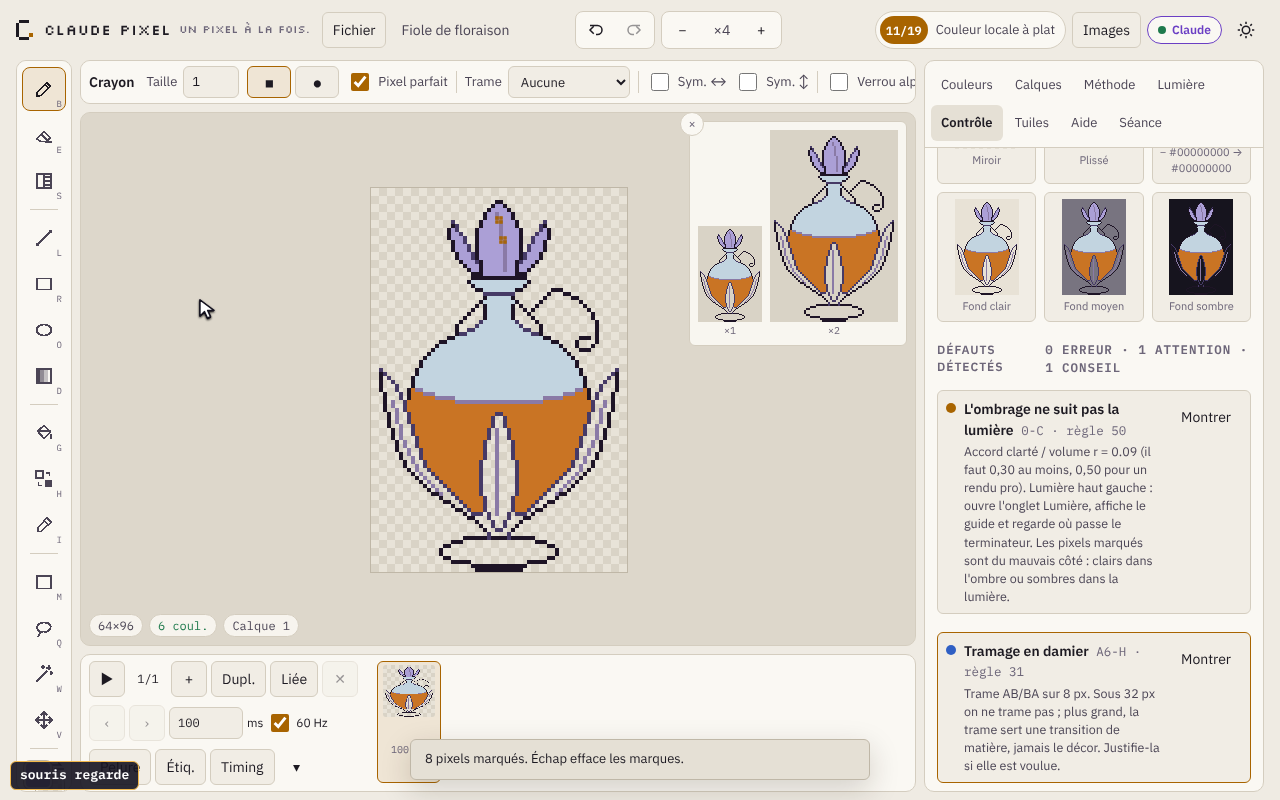 CLAUDE PIXEL UN PIXEL À LA FOIS. Fichier Fiole de floraison − ×4 + 11/19 Couleur locale à plat Images Claude
Crayon Taille 1 ■ ● Pixel parfait Trame Aucune Sym. ↔ Sym. ↕ Verrou alp
B
E
S
L
R
O
D
G
H
I
M
Q
W
V
×
×1 ×2
64×96 6 coul. Calque 1
▶ 1/1 + Dupl. Liée ✕
‹ › 100 ms 60 Hz
Étiq. Timing ▼
100
souris regarde
8 pixels marqués. Échap efface les marques.
Couleurs Calques Méthode Lumière
Contrôle Tuiles Aide Séance
Miroir Plissé − #00000000 →
#00000000
Fond clair Fond moyen Fond sombre
DÉFAUTS DÉTECTÉS
0 ERREUR · 1 ATTENTION · 1 CONSEIL
L'ombrage ne suit pas la
lumière 0-C · règle 50
Montrer
Accord clarté / volume r = 0.09 (il
faut 0,30 au moins, 0,50 pour un
rendu pro). Lumière haut gauche :
ouvre l'onglet Lumière, affiche le
guide et regarde où passe le
terminateur. Les pixels marqués
sont du mauvais côté : clairs dans
l'ombre ou sombres dans la
lumière.
Tramage en damier A6-H ·
règle 31
Montrer
Trame AB/BA sur 8 px. Sous 32 px
on ne trame pas ; plus grand, la
trame sert une transition de
matière, jamais le décor. Justifie-la
si elle est voulue.